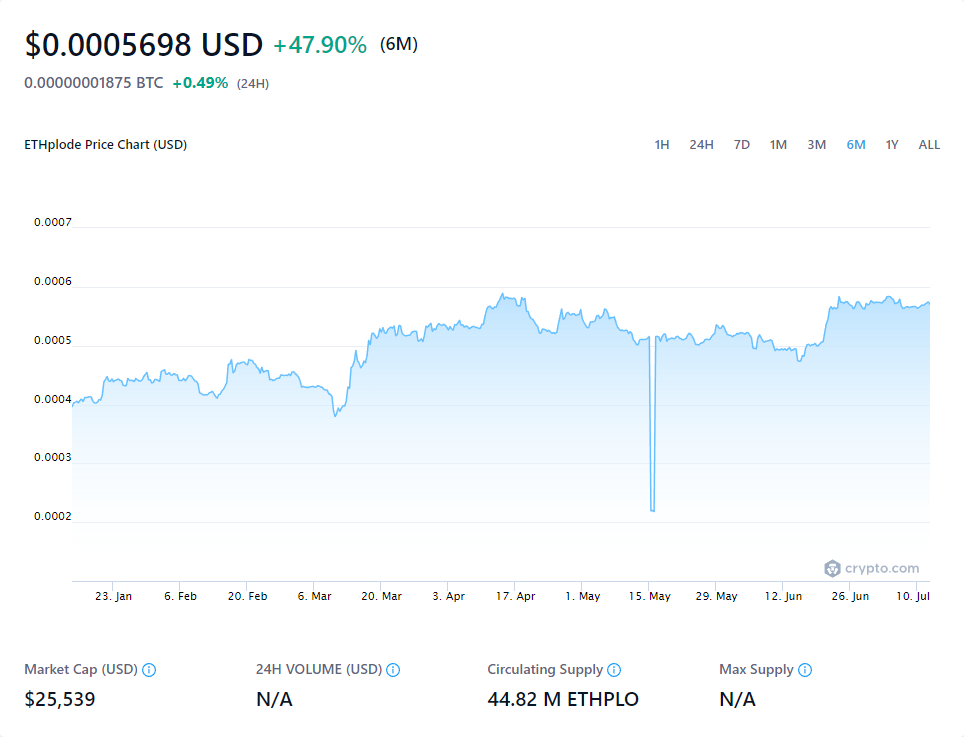 $0.0005698 USD +47.90% (6M)
0.00000001875 BTC +0.49% (24H)
ETHplode Price Chart (USD) 1H 24H 7D 1M 3M 6M 1Y ALL
0.0007
0.0006
0.0005
0.0004
0.0003
0.0002
crypto.com
23. Jan 6. Feb 20. Feb 6. Mar 20. Mar 3. Apr 17. Apr 1. May 15. May 29. May 12. Jun 26. Jun 10. Jul
Market Cap (USD) 24H VOLUME (USD) Circulating Supply Max Supply
$25,539 N/A 44.82 M ETHPLO N/A